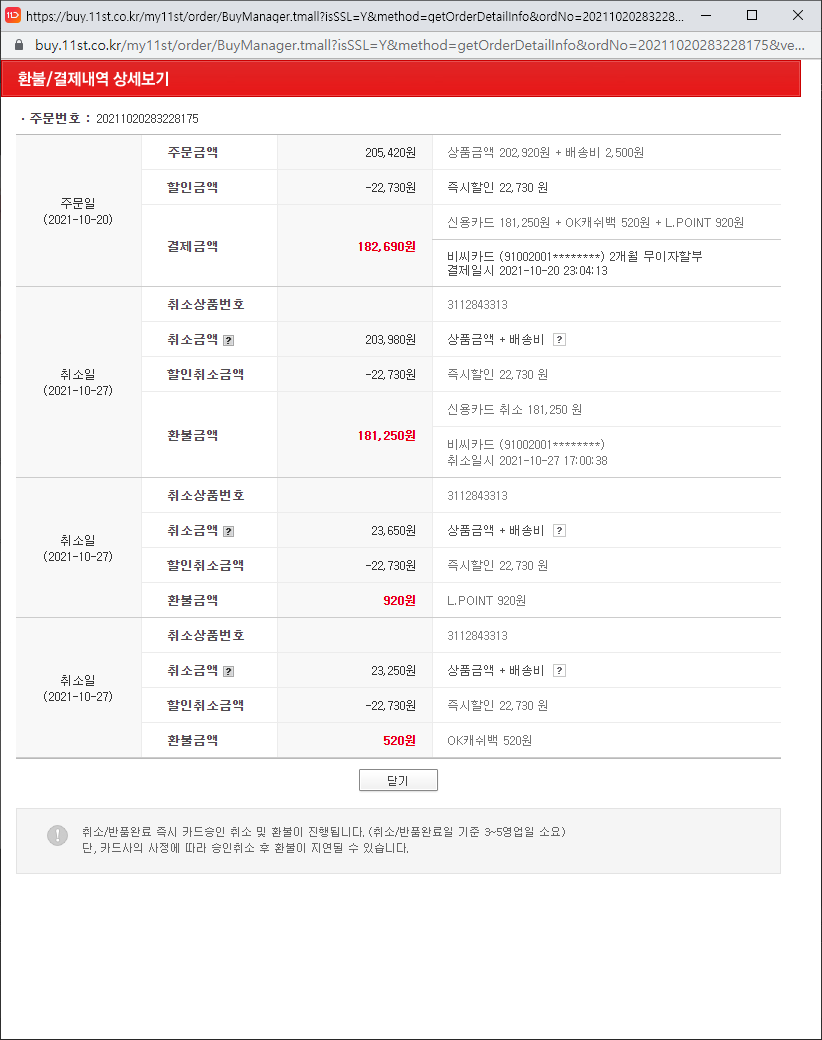 https://buy.11st.co.kr/my11st/order/BuyManager.tmall?isSSL=Y&method=getOrderDetailInfo&ordNo=20211020283228...
buy.11st.co.kr/my11st/order/BuyManager.tmall?isSSL=Y&method=getOrderDetailInfo&ordNo=20211020283228175&ve...
환불/결제내역 상세보기
· 주문번호 : 20211020283228175
주문일
(2021-10-20)
주문금액 205,420원 상품금액 202,920원 + 배송비 2,500원
할인금액 -22,730원 즉시할인 22,730 원
결제금액 182,690원 신용카드 181,250원 + OK캐쉬백 520원 + L.POINT 920원
비씨카드 (91002001********) 2개월 무이자할부
결제일시 2021-10-20 23:04:13
취소일
(2021-10-27)
취소상품번호 3112843313
취소금액 ? 203,980원 상품금액 + 배송비 ?
할인취소금액 -22,730원 즉시할인 22,730 원
환불금액 181,250원 신용카드 취소 181,250 원
비씨카드 (91002001********)
취소일시 2021-10-27 17:00:38
취소일
(2021-10-27)
취소상품번호 3112843313
취소금액 ? 23,650원 상품금액 + 배송비 ?
할인취소금액 -22,730원 즉시할인 22,730 원
환불금액 920원 L.POINT 920원
취소일
(2021-10-27)
취소상품번호 3112843313
취소금액 ? 23,250원 상품금액 + 배송비 ?
할인취소금액 -22,730원 즉시할인 22,730 원
환불금액 520원 OK캐쉬백 520원
닫기
취소/반품완료 즉시 카드승인 취소 및 환불이 진행됩니다. (취소/반품완료일 기준 3~5영업일 소요)
단, 카드사의 사정에 따라 승인취소 후 환불이 지연될 수 있습니다.